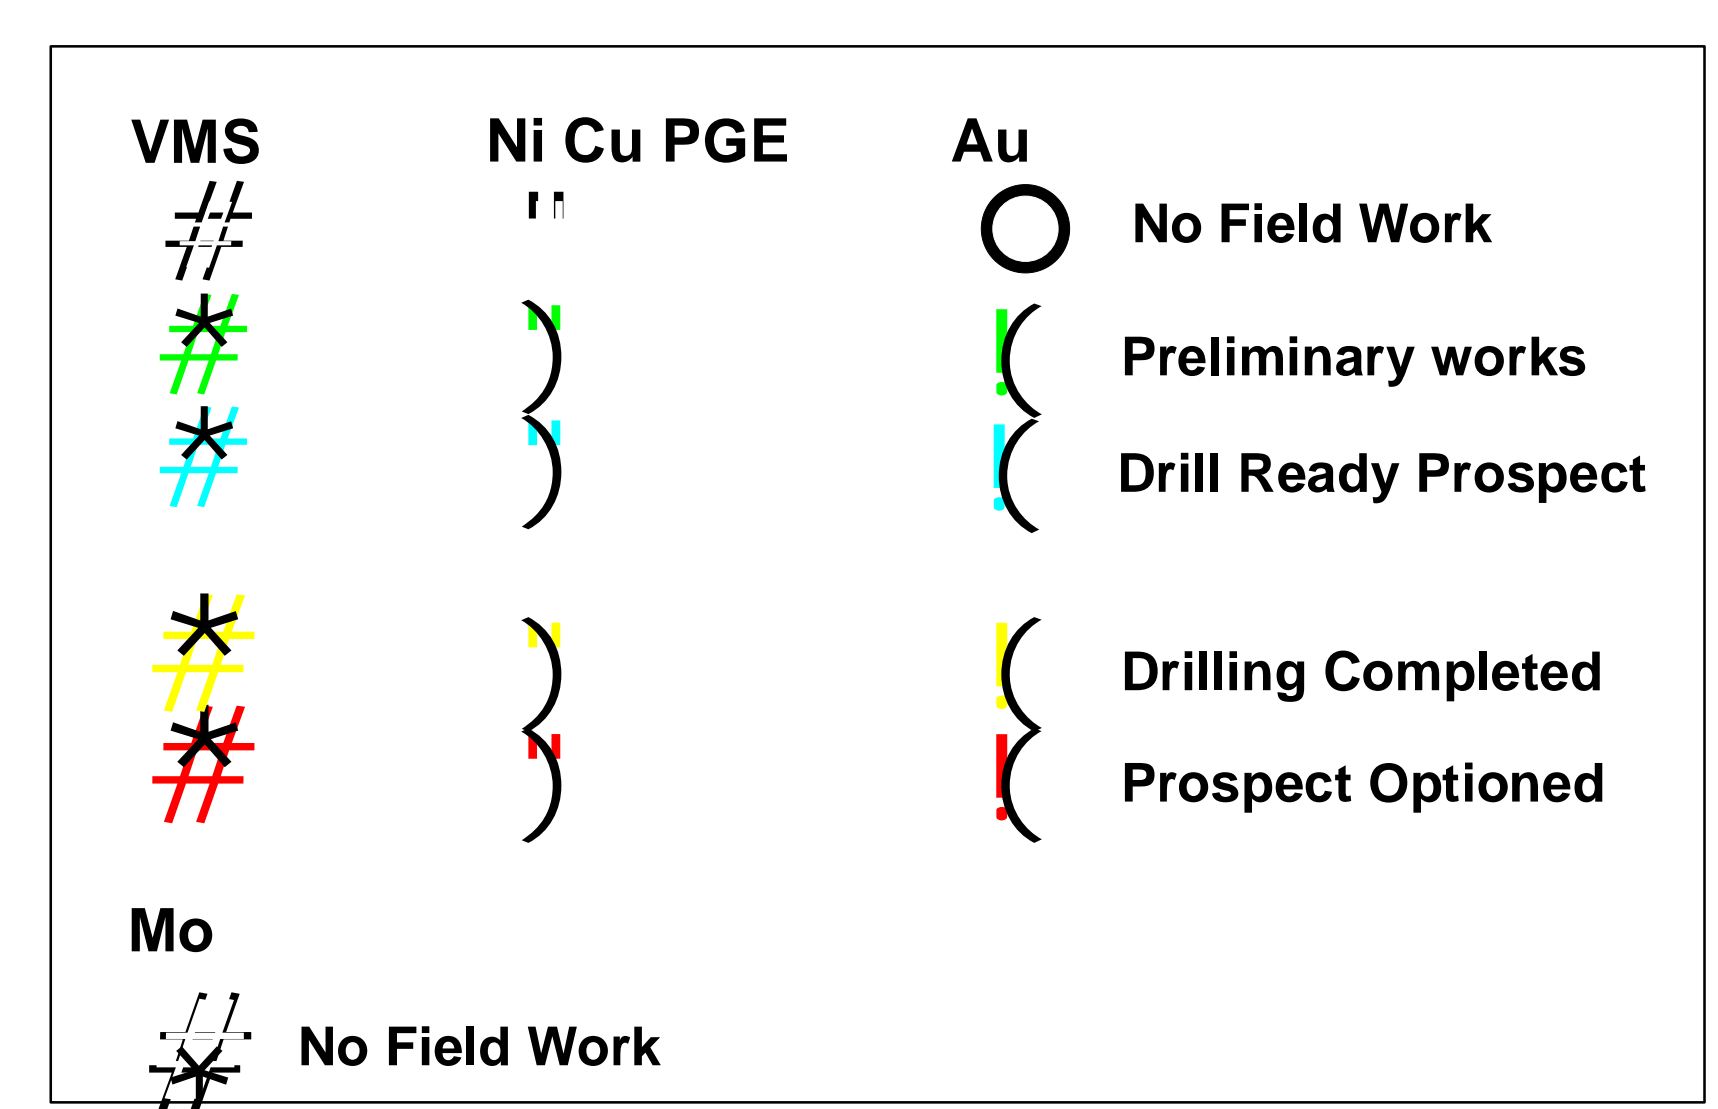 VMS Ni Cu PGE Au
# " No Field Work
#* ") !( Preliminary works
#* ") !( Drill Ready Prospect
#* ") !( Drilling Completed
#* ") !( Prospect Optioned
Mo
#* No Field Work